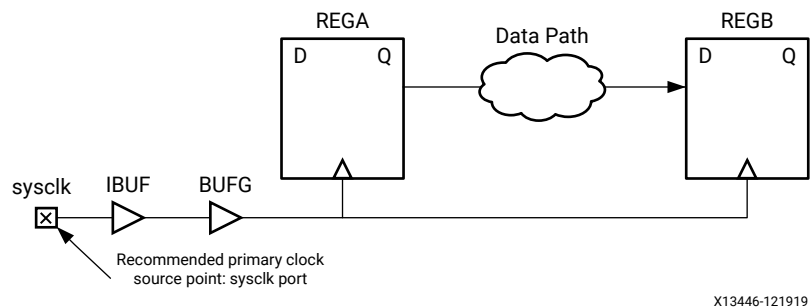 REGA
REGB
Data Path
D
Q
D
Q
sysclk
IBUF
BUFG
Recommended primary clock
source point: sysclk port
X13446-121919